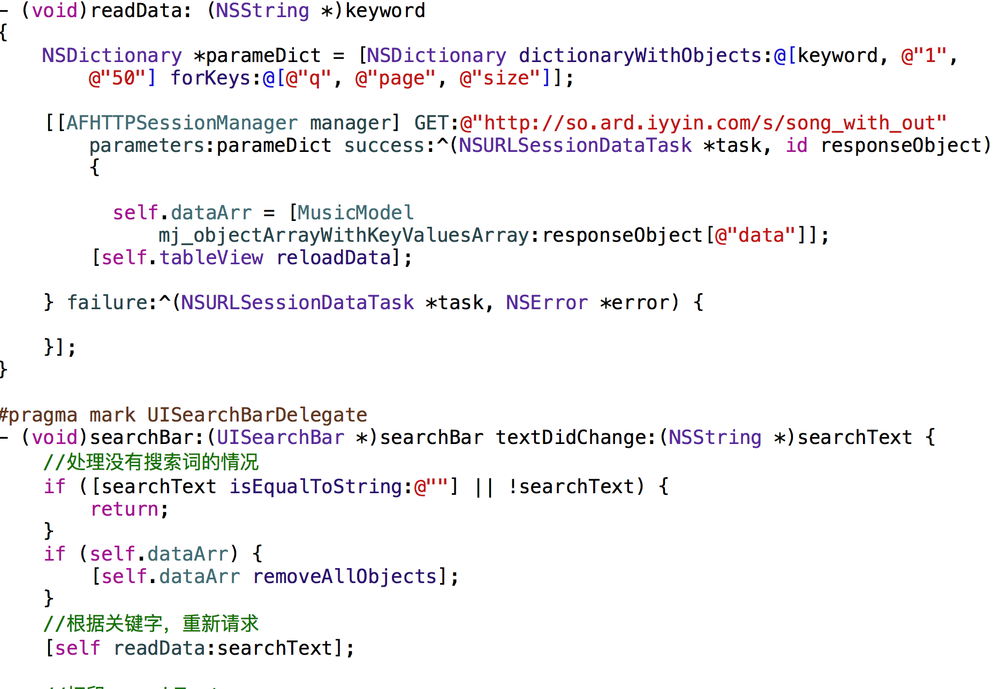 - (void)readData: (NSString *)keyword
{
NSDictionary *parameDict = [NSDictionary dictionaryWithObjects:@[keyword, @"1",
@"50"] forKeys:@[@"q", @"page", @"size"]];
[[AFHTTPSessionManager manager] GET:@"http://so.ard.iyyin.com/s/song_with_out"
parameters:parameDict success:^(NSURLSessionDataTask *task, id responseObject)
{
self.dataArr = [MusicModel
mj_objectArrayWithKeyValuesArray:responseObject[@"data"]];
[self.tableView reloadData];
} failure:^(NSURLSessionDataTask *task, NSError *error) {
}];
}
#pragma mark UISearchBarDelegate
- (void)searchBar:(UISearchBar *)searchBar textDidChange:(NSString *)searchText {
//处理没有搜索词的情况
if ([searchText isEqualToString:@""] || !searchText) {
return;
}
if (self.dataArr) {
[self.dataArr removeAllObjects];
}
//根据关键字，重新请求
[self readData:searchText];